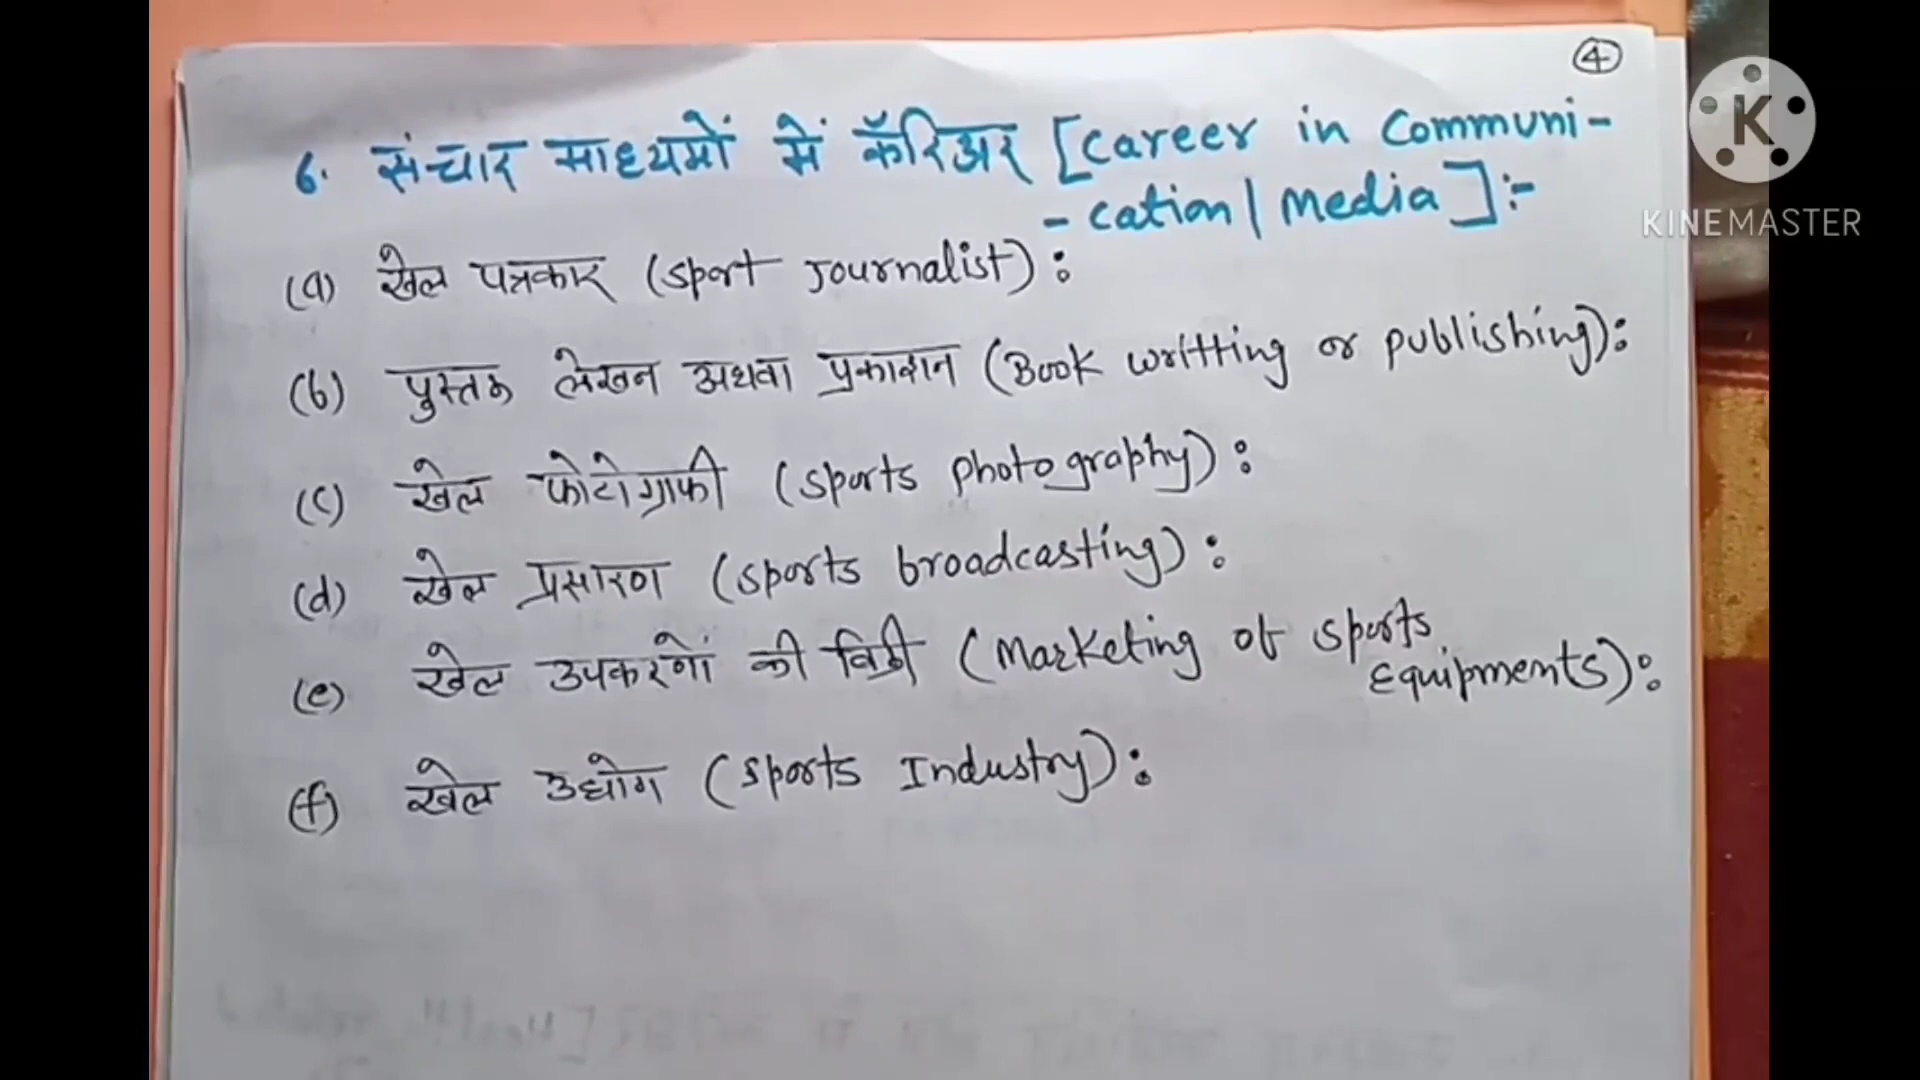 4
6. संचार माध्यमों में कॅरिअर [career in communi-
-cation/media]:-
(a) खेल पत्रकार (sport Journalist):
(b) पुस्तक लेखन अथवा प्रकाशन (Book writting or publishing):
(c) खेल फोटोग्राफी (sports photography):
(d) खेल प्रसारण (sports broadcasting):
(e) खेल उपकरणों की बिक्री (Marketing of sports
Equipments):
(f) खेल उद्योग (sports Industry):
K
KINEMASTER